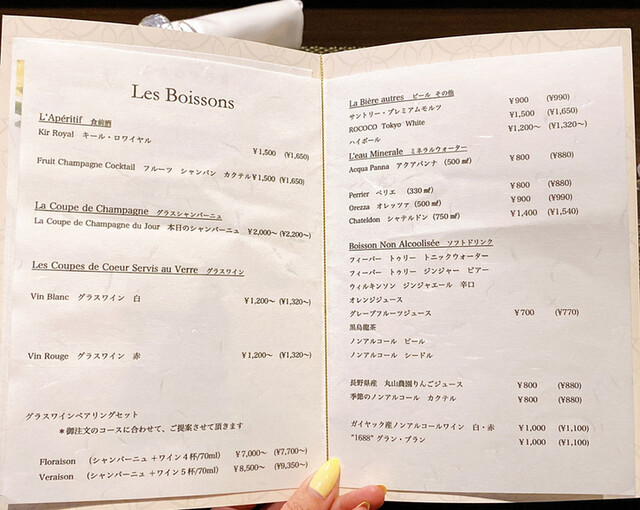 Les Boissons
L'Apéritif 食前酒
Kir Royal キール・ロワイヤル
¥1,500 (¥1,650)
Fruit Champagne Cocktail フルーツ シャンパン カクテル ¥1,500 (¥1,650)
La Coupe de Champagne グラスシャンパーニュ
La Coupe de Champagne du Jour 本日のシャンパーニュ ¥2,000～ (¥2,200～)
Les Coupes de Coeur Servis au Verre グラスワイン
Vin Blanc グラスワイン 白 ¥1,200～ (¥1,320～)
Vin Rouge グラスワイン 赤 ¥1,200～ (¥1,320～)
グラスワインペアリングセット
＊御注文のコースに合わせて、ご提案させて頂きます
Floraison (シャンパーニュ＋ワイン４杯/70ml) ¥7,000～ (¥7,700～)
Veraison (シャンパーニュ＋ワイン５杯/70ml) ¥8,500～ (¥9,350～)
La Bière autres ビール その他
サントリー・プレミアムモルツ ¥900 (¥990)
ROCOCO Tokyo White ¥1,500 (¥1,650)
ハイボール ¥1,200～ (¥1,320～)
L'eau Minerale ミネラルウォーター
Acqua Panna アクアパンナ (500㎖) ¥800 (¥880)
Perrier ペリエ (330㎖) ¥800 (¥880)
Orezza オレッツァ (500㎖) ¥900 (¥990)
Chateldon シャテルドン (750㎖) ¥1,400 (¥1,540)
Boisson Non Alcoolisée ソフトドリンク
フィーバー トゥリー トニックウォーター
フィーバー トゥリー ジンジャー ビアー
ウィルキンソン ジンジャエール 辛口
オレンジジュース
グレープフルーツジュース ¥700 (¥770)
黒烏龍茶
ノンアルコール ビール
ノンアルコール シードル
長野県産 丸山農園りんごジュース ¥800 (¥880)
季節のノンアルコール カクテル ¥800 (¥880)
ガイヤック産ノンアルコールワイン 白・赤 ¥1,000 (¥1,100)
"1688" グラン・ブラン ¥1,000 (¥1,100)